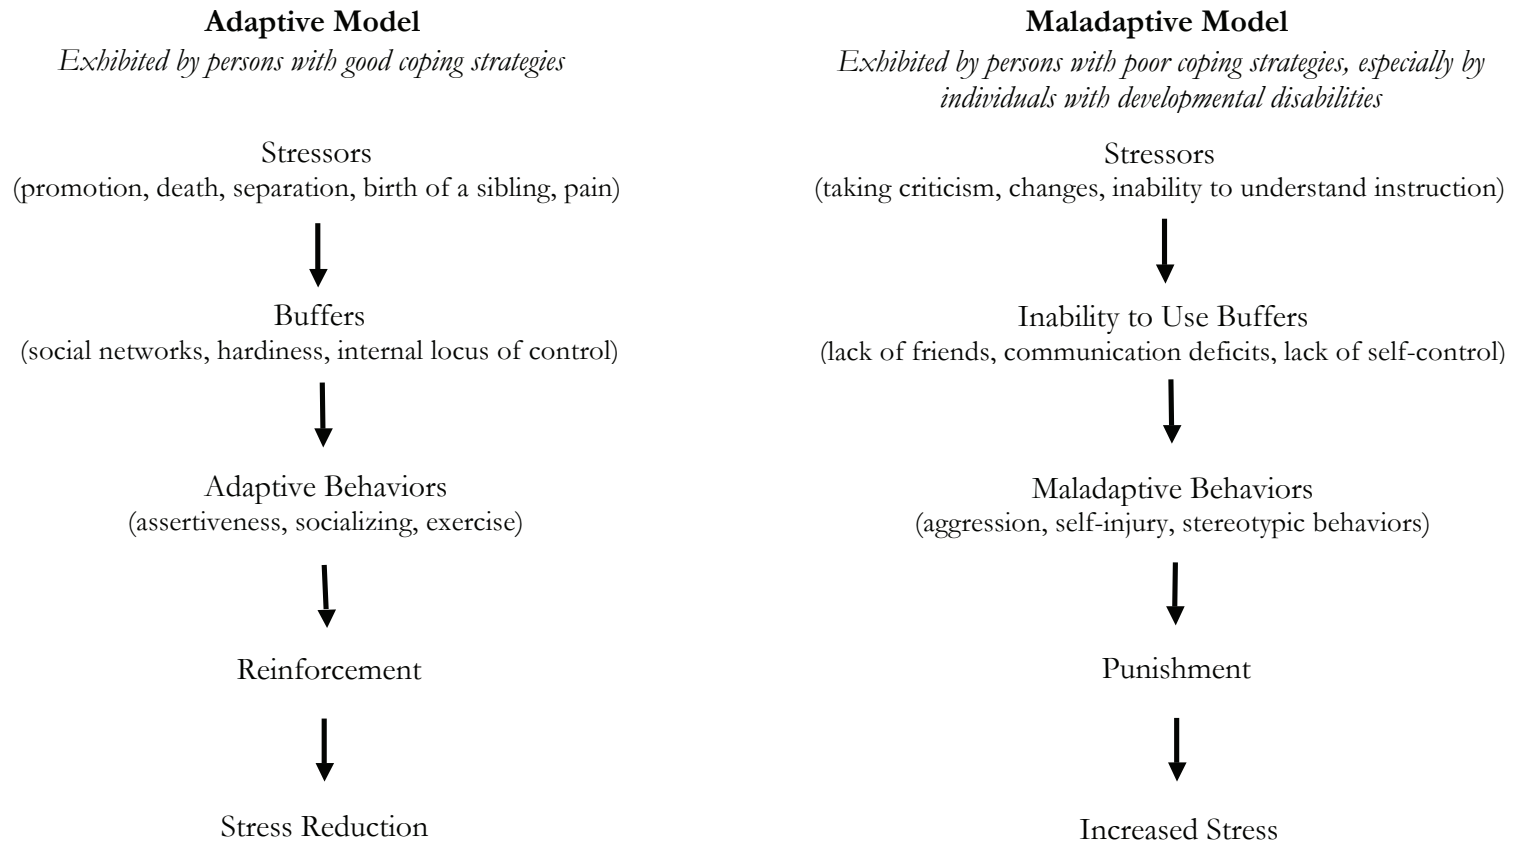 Adaptive Model
Exhibited by persons with good coping strategies
Stressors
(promotion, death, separation, birth of a sibling, pain)
Buffers
(social networks, hardiness, internal locus of control)
Adaptive Behaviors
(assertiveness, socializing, exercise)
Reinforcement
Stress Reduction
Maladaptive Model
Exhibited by persons with poor coping strategies, especially by
individuals with developmental disabilities
Stressors
(taking criticism, changes, inability to understand instruction)
Inability to Use Buffers
(lack of friends, communication deficits, lack of self-control)
Maladaptive Behaviors
(aggression, self-injury, stereotypic behaviors)
Punishment
Increased Stress